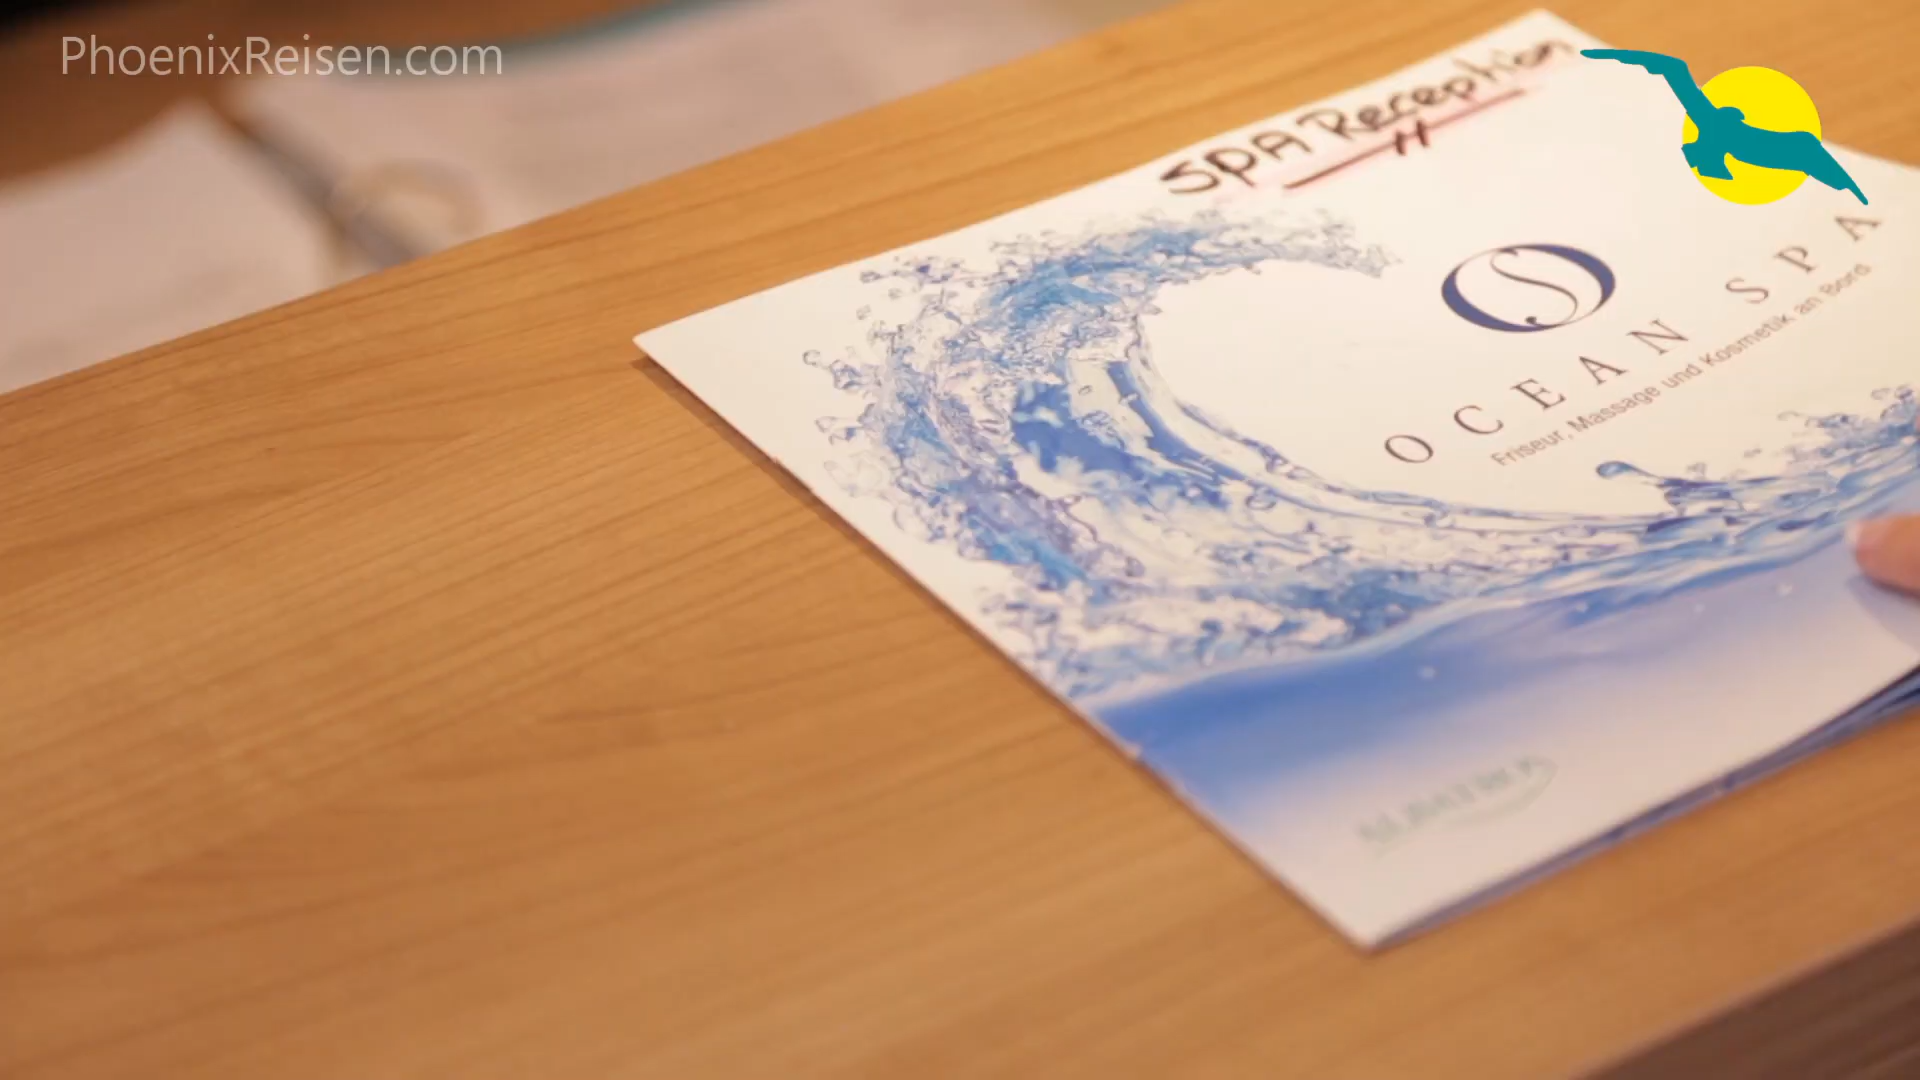 PhoenixReisen.com
SPA Reception
OCEAN SPA
Friseur, Massage und Kosmetik an Bord